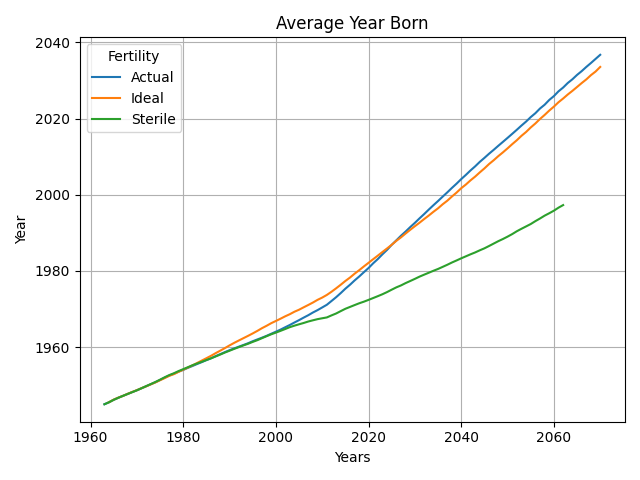 Average Year Born
Fertility
Actual
Ideal
Sterile
2040
2020
2000
1980
1960
Year
1960 1980 2000 2020 2040 2060
Years